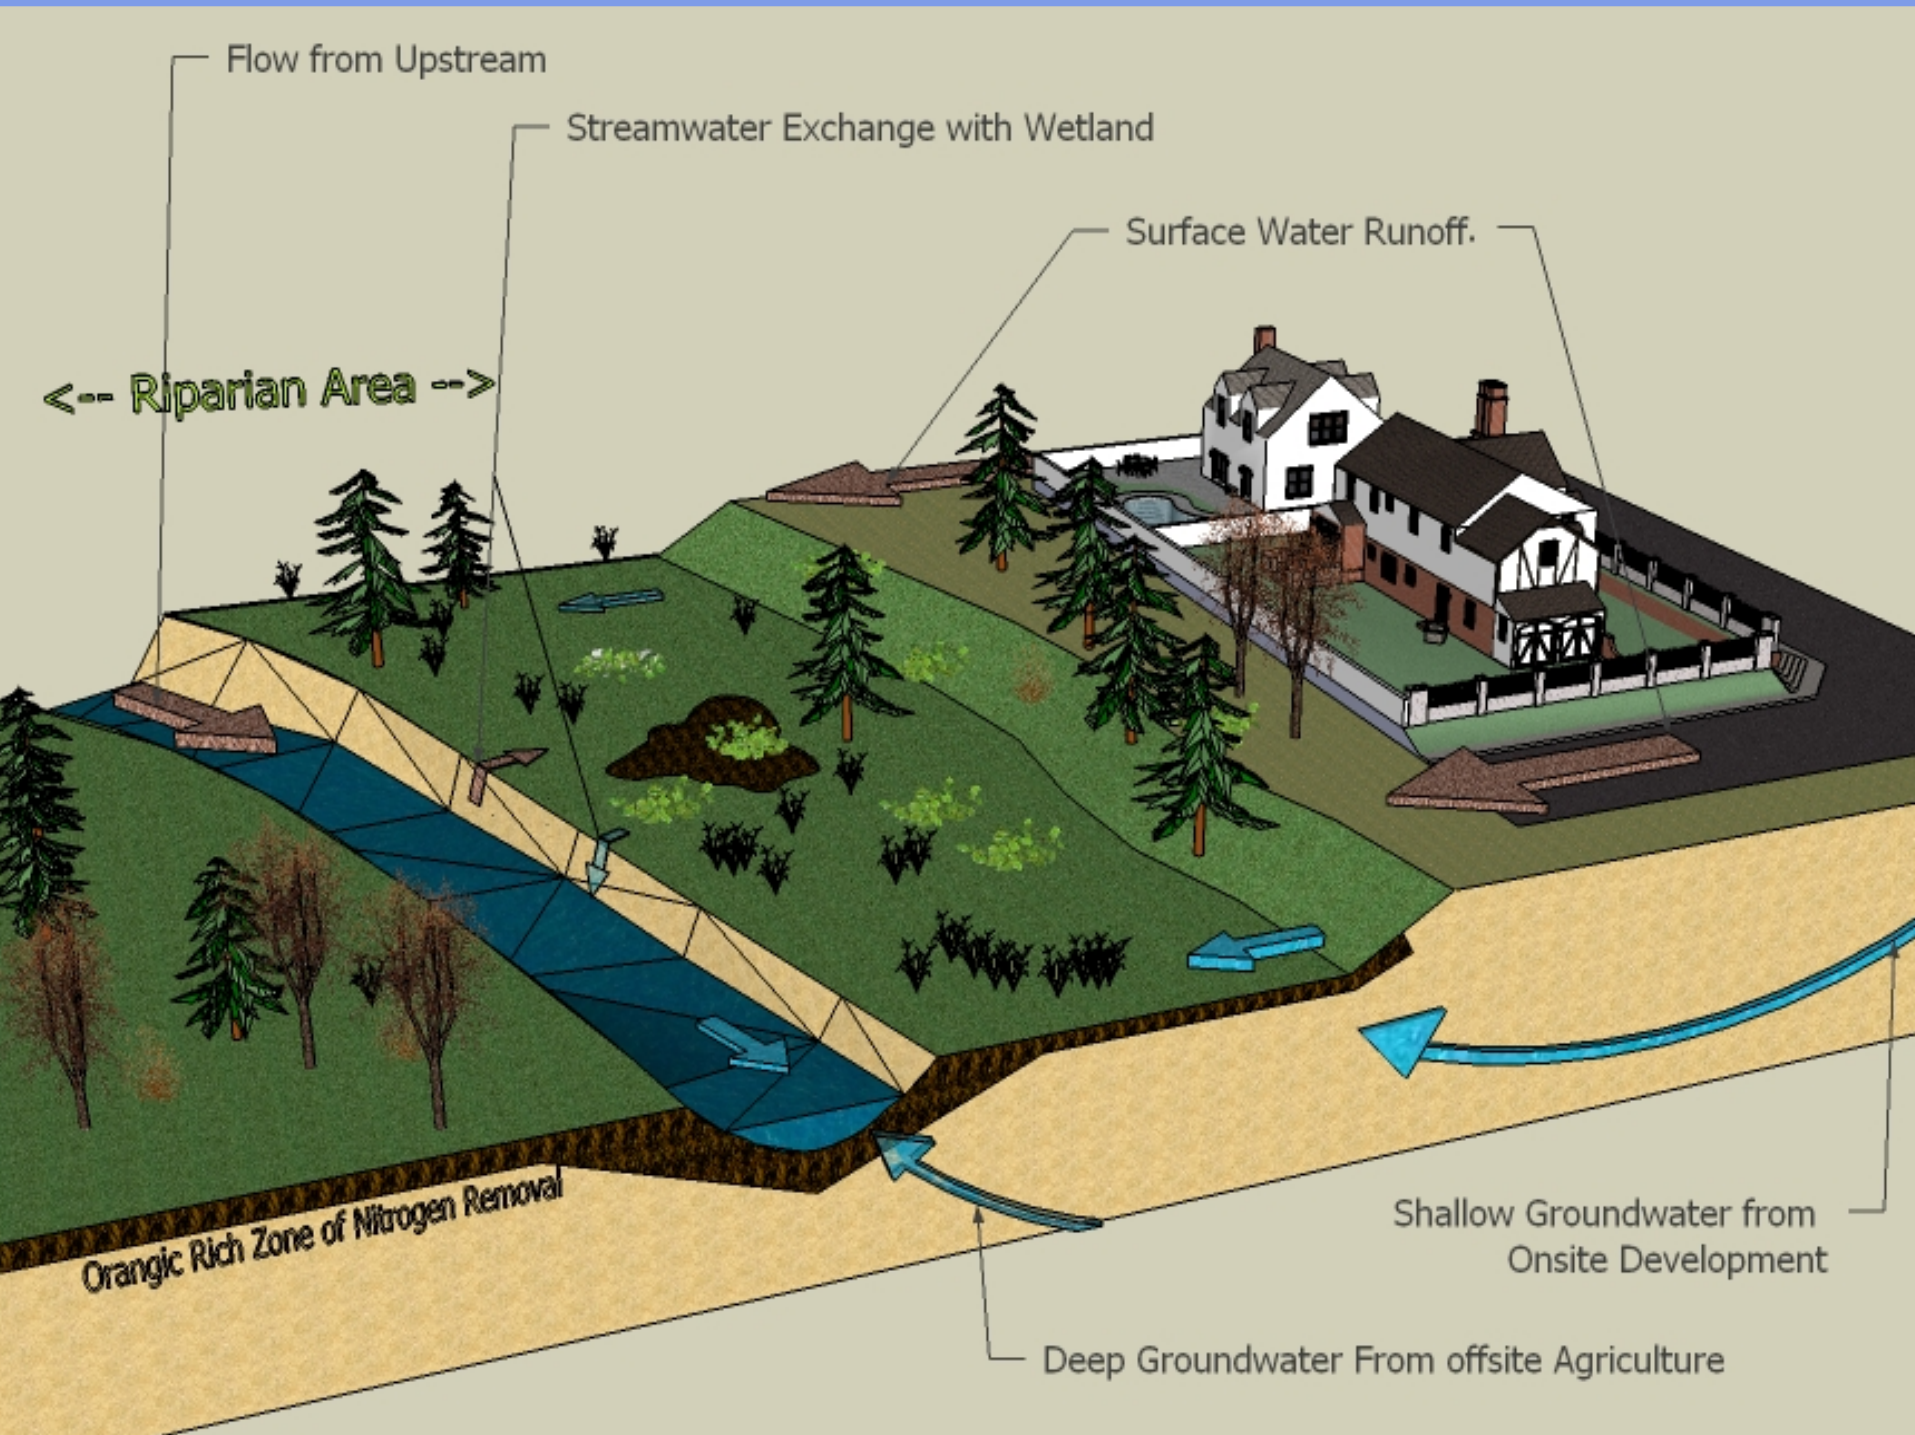 Flow from Upstream
Streamwater Exchange with Wetland
Surface Water Runoff.
<-- Riparian Area -->
Orangic Rich Zone of Nitrogen Removal
Shallow Groundwater from
Onsite Development
Deep Groundwater From offsite Agriculture